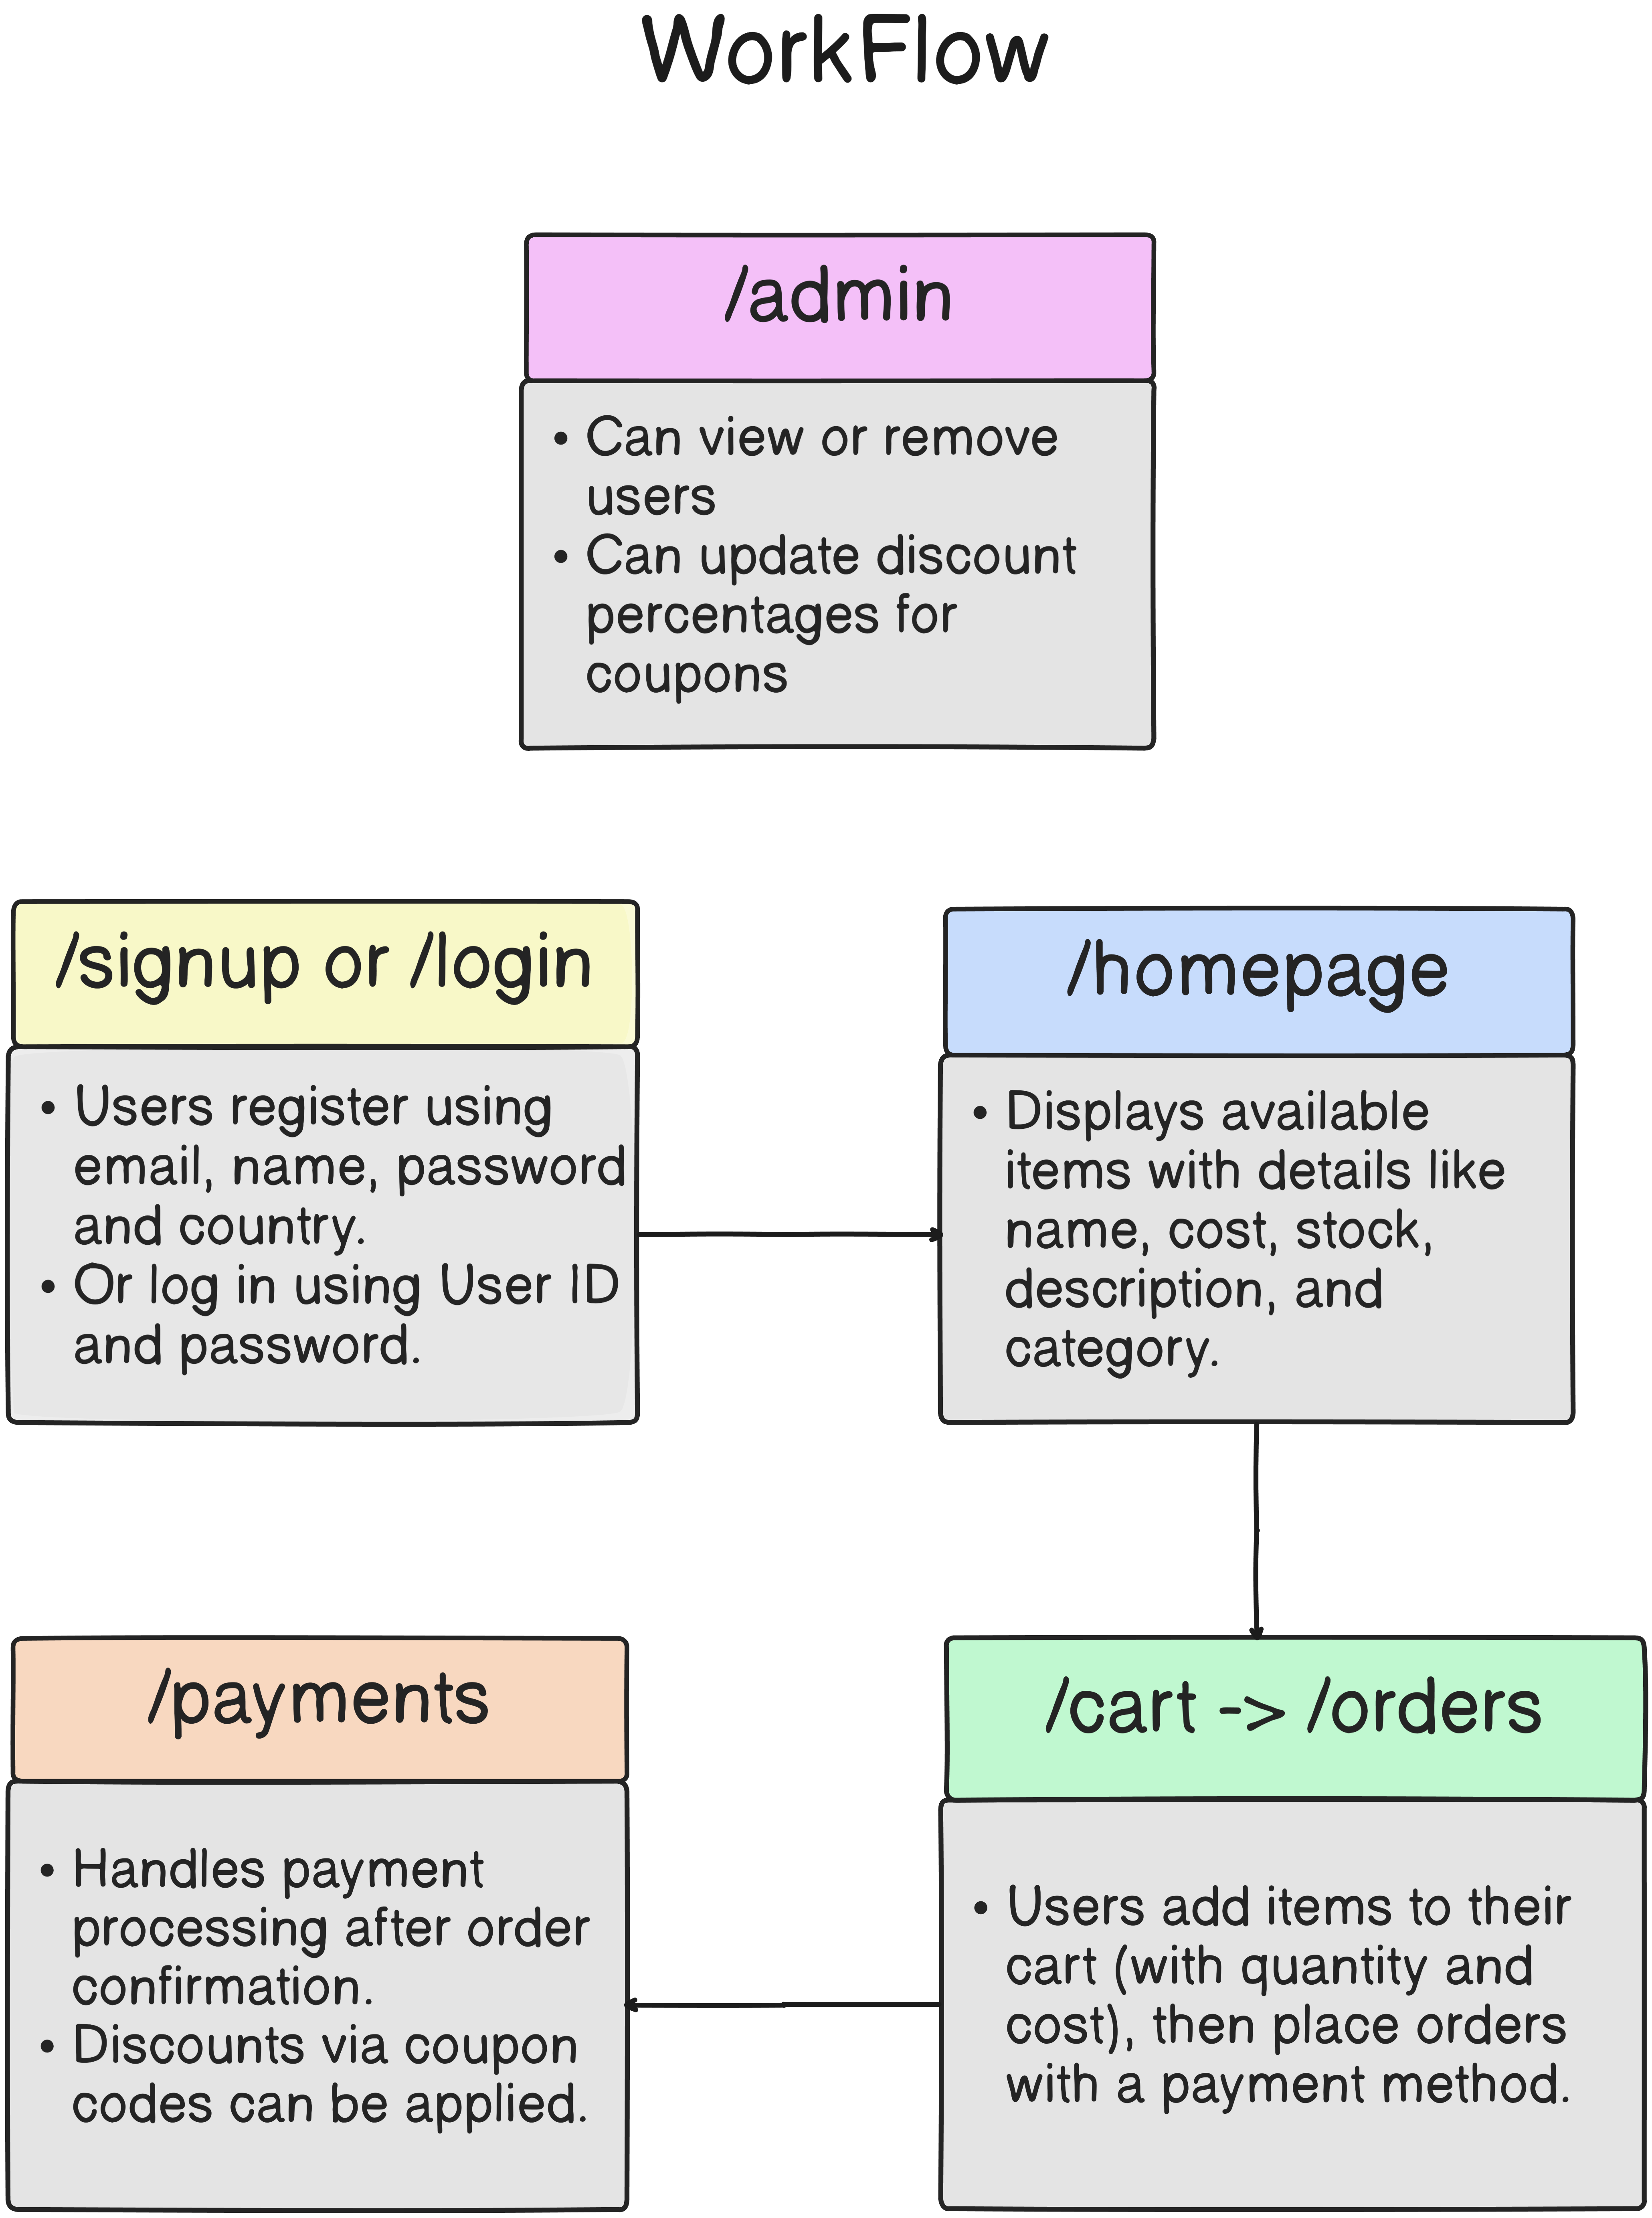 WorkFlow
/admin
• Can view or remove
users
• Can update discount
percentages for
coupons
/signup or /login
• Users register using
email, name, password
and country.
• Or log in using User ID
and password.
/homepage
• Displays available
items with details like
name, cost, stock,
description, and
category.
/payments
• Handles payment
processing after order
confirmation.
• Discounts via coupon
codes can be applied.
/cart -> /orders
• Users add items to their
cart (with quantity and
cost), then place orders
with a payment method.